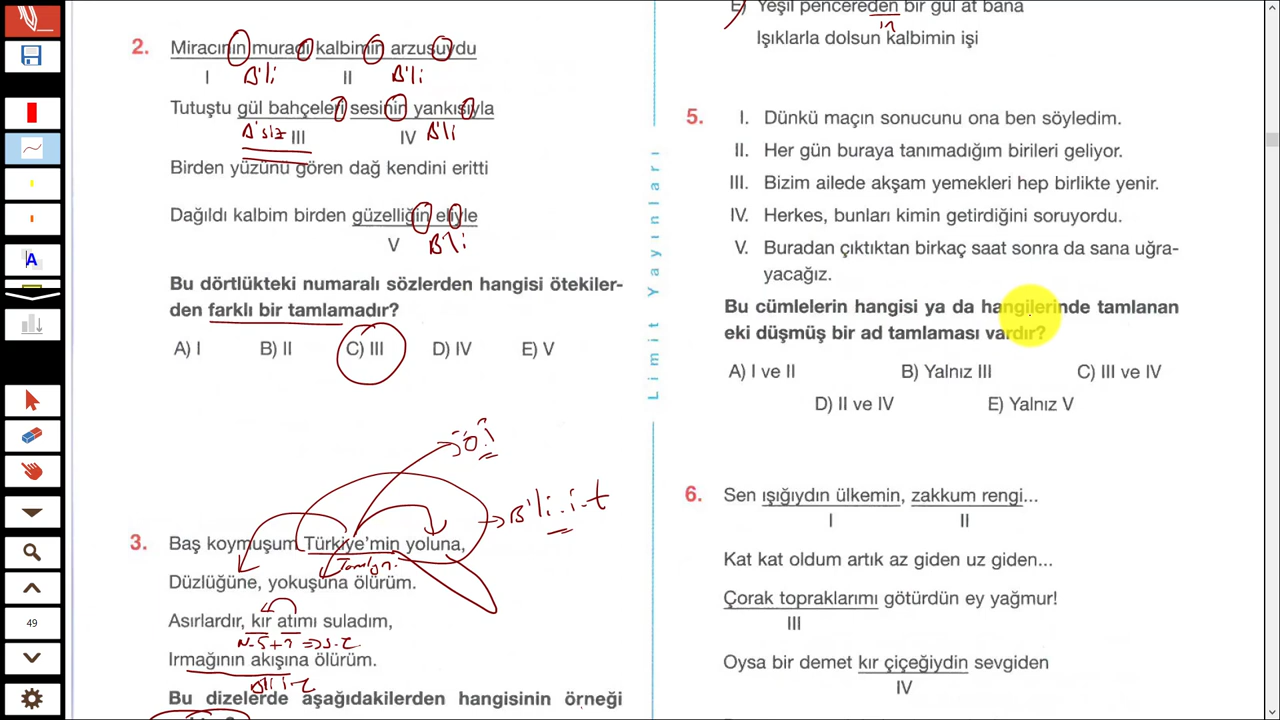 2. Miracının muradı kalbimin arzusuydu
I B'li II B'li
Tutuştu gül bahçeleri sesinin yankısıyla
B'siz III IV B'li
Birden yüzünü gören dağ kendini eritti
Dağıldı kalbim birden güzelliğin eliyle
V B'li
Bu dörtlükteki numaralı sözlerden hangisi ötekiler-
den farklı bir tamlamadır?
A) I B) II C) III D) IV E) V
Ö.İ
B'li - i - t
3. Baş koymuşum Türkiye'min yoluna,
Düzlüğüne, yokuşuna ölürüm.
Asırlardır, kır atımı suladım,
Irmağının akışına ölürüm.
Bu dizelerde aşağıdakilerden hangisinin örneği
49
Limit Yayınları
E) Yeşil pencereden bir gül at bana
in
Işıklarla dolsun kalbimin işi
5. I. Dünkü maçın sonucunu ona ben söyledim.
II. Her gün buraya tanımadığım birileri geliyor.
III. Bizim ailede akşam yemekleri hep birlikte yenir.
IV. Herkes, bunları kimin getirdiğini soruyordu.
V. Buradan çıktıktan birkaç saat sonra da sana uğra-
yacağız.
Bu cümlelerin hangisi ya da hangilerinde tamlanan
eki düşmüş bir ad tamlaması vardır?
A) I ve II B) Yalnız III C) III ve IV
D) II ve IV E) Yalnız V
6. Sen ışığıydın ülkemin, zakkum rengi...
I II
Kat kat oldum artık az giden uz giden...
Çorak topraklarımı götürdün ey yağmur!
III
Oysa bir demet kır çiçeğiydin sevgiden
IV